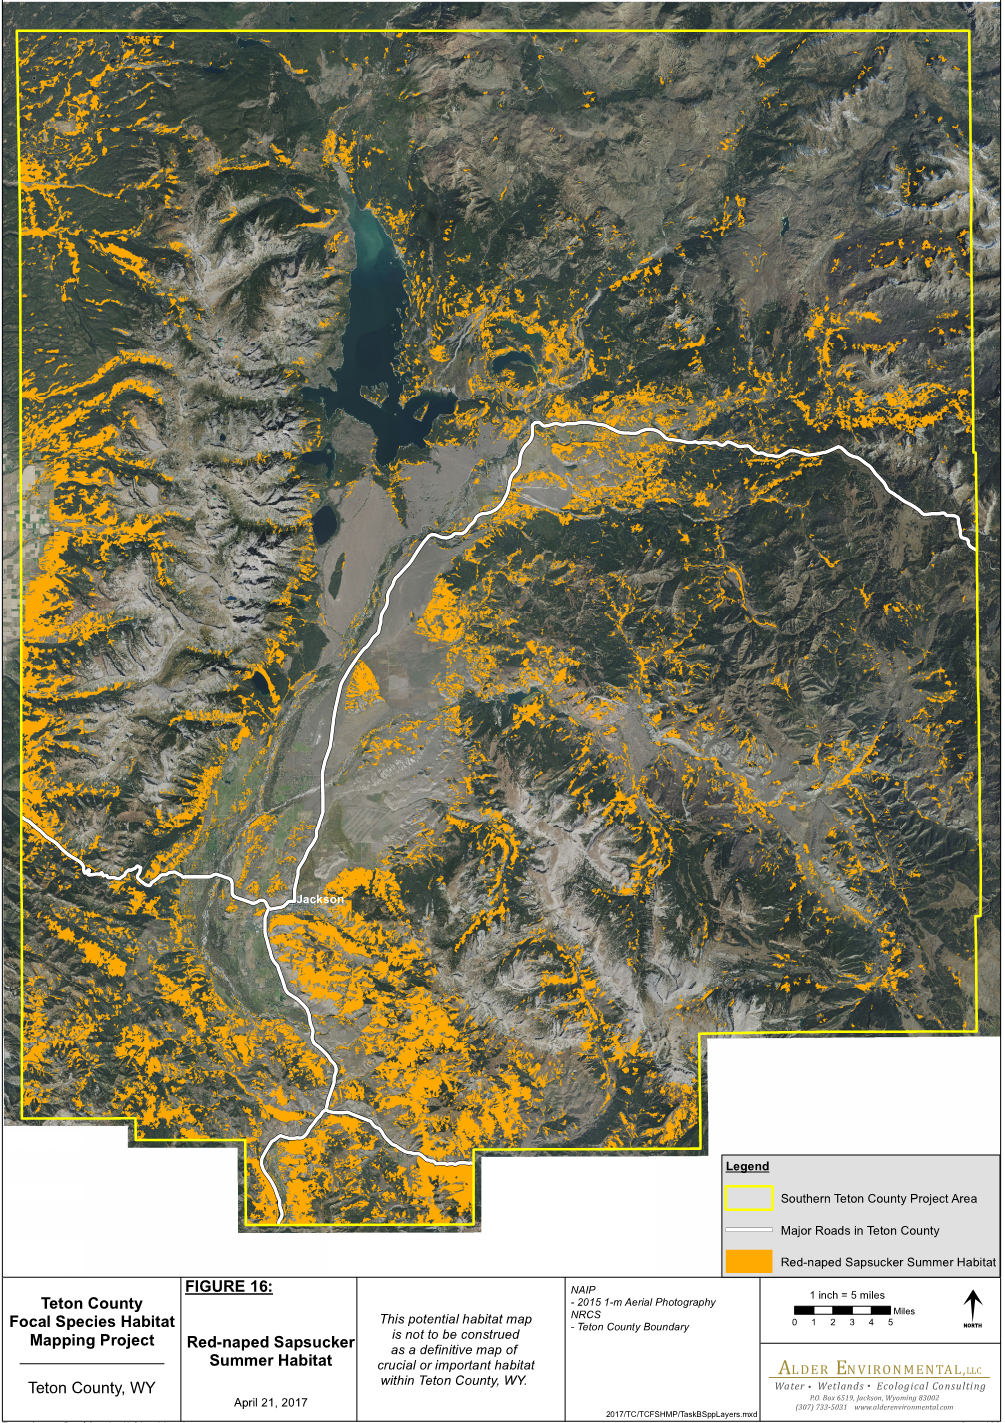 Jackson
Legend
Southern Teton County Project Area
Major Roads in Teton County
Red-naped Sapsucker Summer Habitat
Teton County
Focal Species Habitat
Mapping Project
Teton County, WY
FIGURE 16:
Red-naped Sapsucker
Summer Habitat
April 21, 2017
This potential habitat map
is not to be construed
as a definitive map of
crucial or important habitat
within Teton County, WY.
NAIP
- 2015 1-m Aerial Photography
NRCS
- Teton County Boundary
2017/TC/TCFSHMP/TaskBSppLayers.mxd
1 inch = 5 miles
Miles
0 1 2 3 4 5
NORTH
ALDER ENVIRONMENTAL, LLC
Water • Wetlands • Ecological Consulting
P.O. Box 6519, Jackson, Wyoming 83002
(307) 733-5031 www.alderenvironmental.com